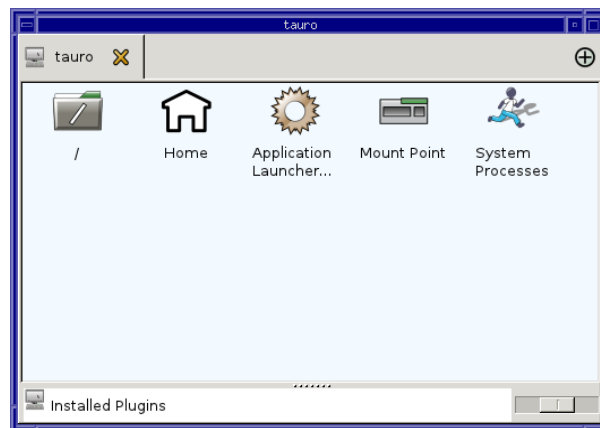 tauro
tauro
/
/
Home
Application
Launcher...
Mount Point
System
Processes
Installed Plugins